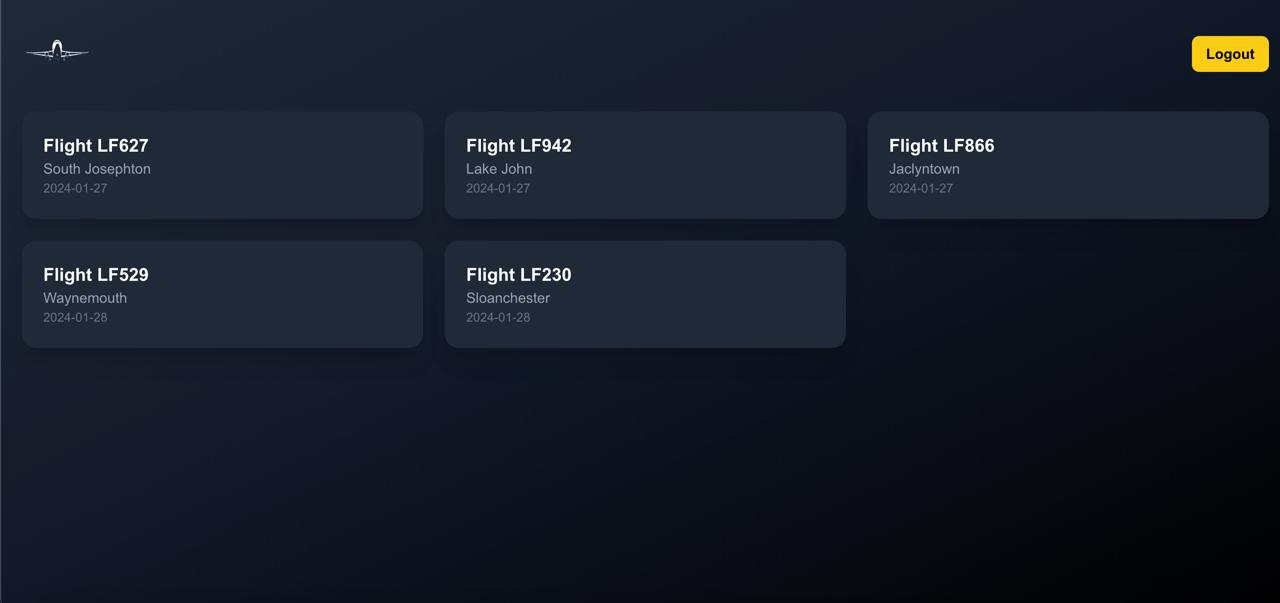 Logout
Flight LF627
South Josephton
2024-01-27
Flight LF942
Lake John
2024-01-27
Flight LF866
Jaclyntown
2024-01-27
Flight LF529
Waynemouth
2024-01-28
Flight LF230
Sloanchester
2024-01-28